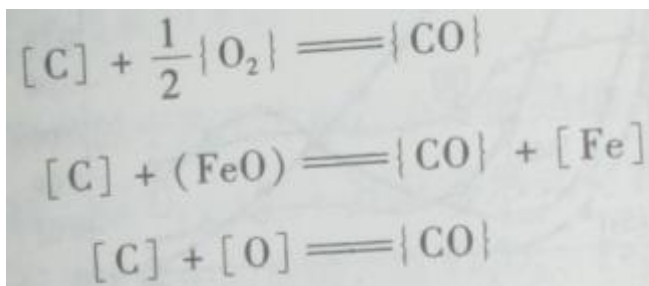 [C] + 1/2{O₂} ══ {CO}
[C] + (FeO) ══ {CO} + [Fe]
[C] + [O] ══ {CO}